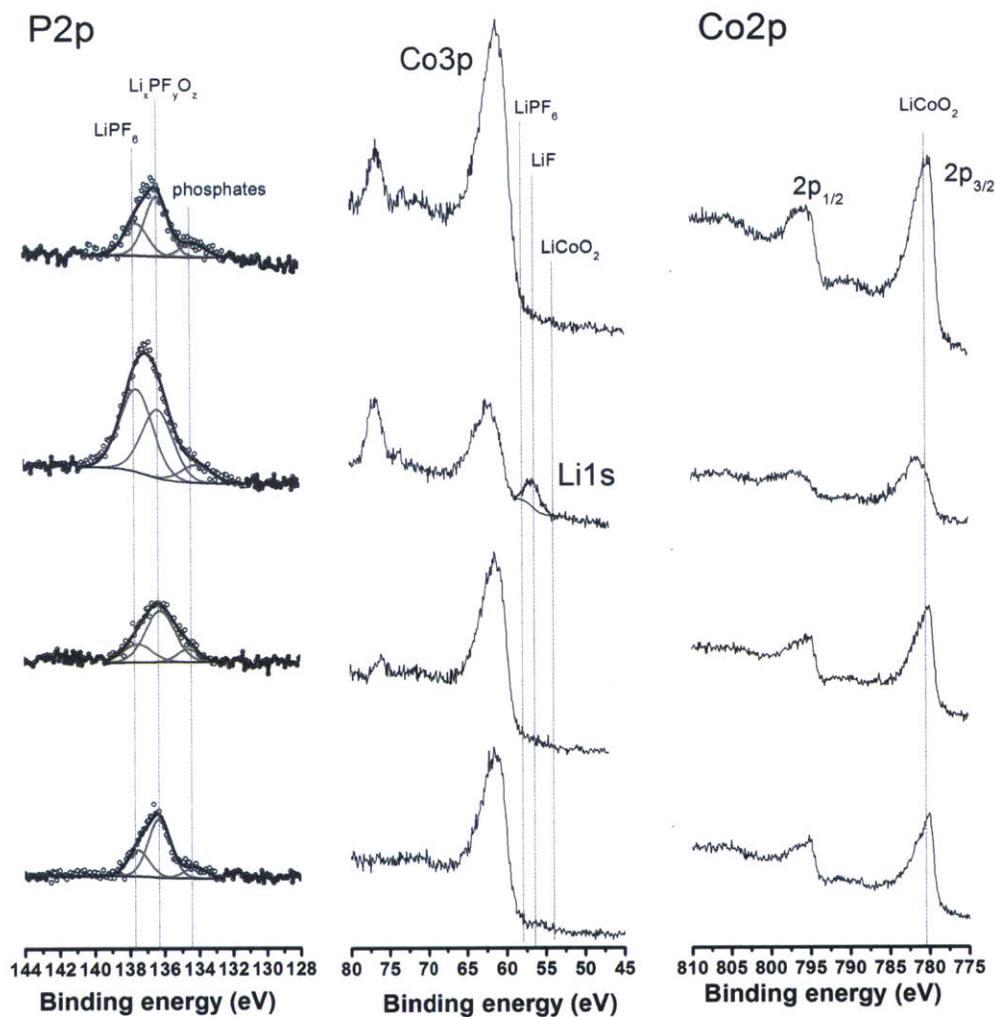 P2p
Co3p
Co2p
LiₓPFᵧO_z
LiPF₆
phosphates
LiPF₆
LiF
LiCoO₂
LiCoO₂
2p₁/₂
2p₃/₂
Li1s
144 142 140 138 136 134 132 130 128
80 75 70 65 60 55 50 45
810 805 800 795 790 785 780 775
Binding energy (eV)
Binding energy (eV)
Binding energy (eV)